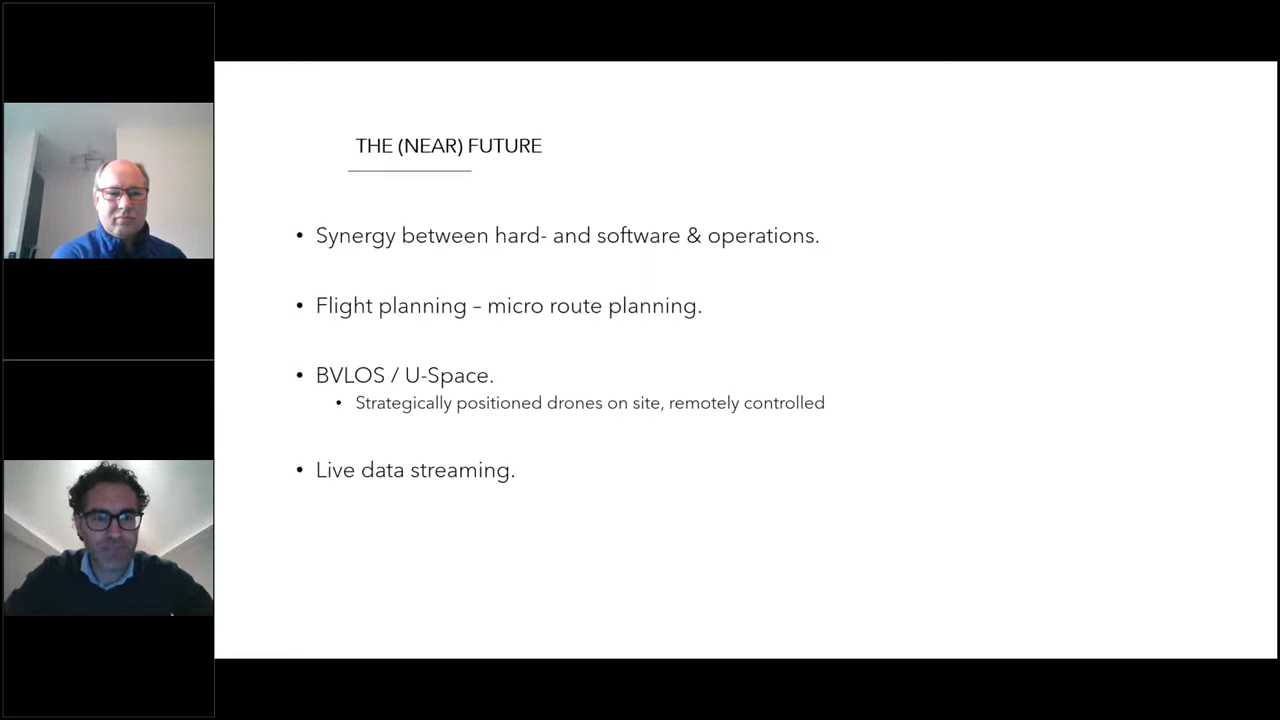 THE (NEAR) FUTURE
• Synergy between hard- and software & operations.
• Flight planning – micro route planning.
• BVLOS / U-Space.
• Strategically positioned drones on site, remotely controlled
• Live data streaming.